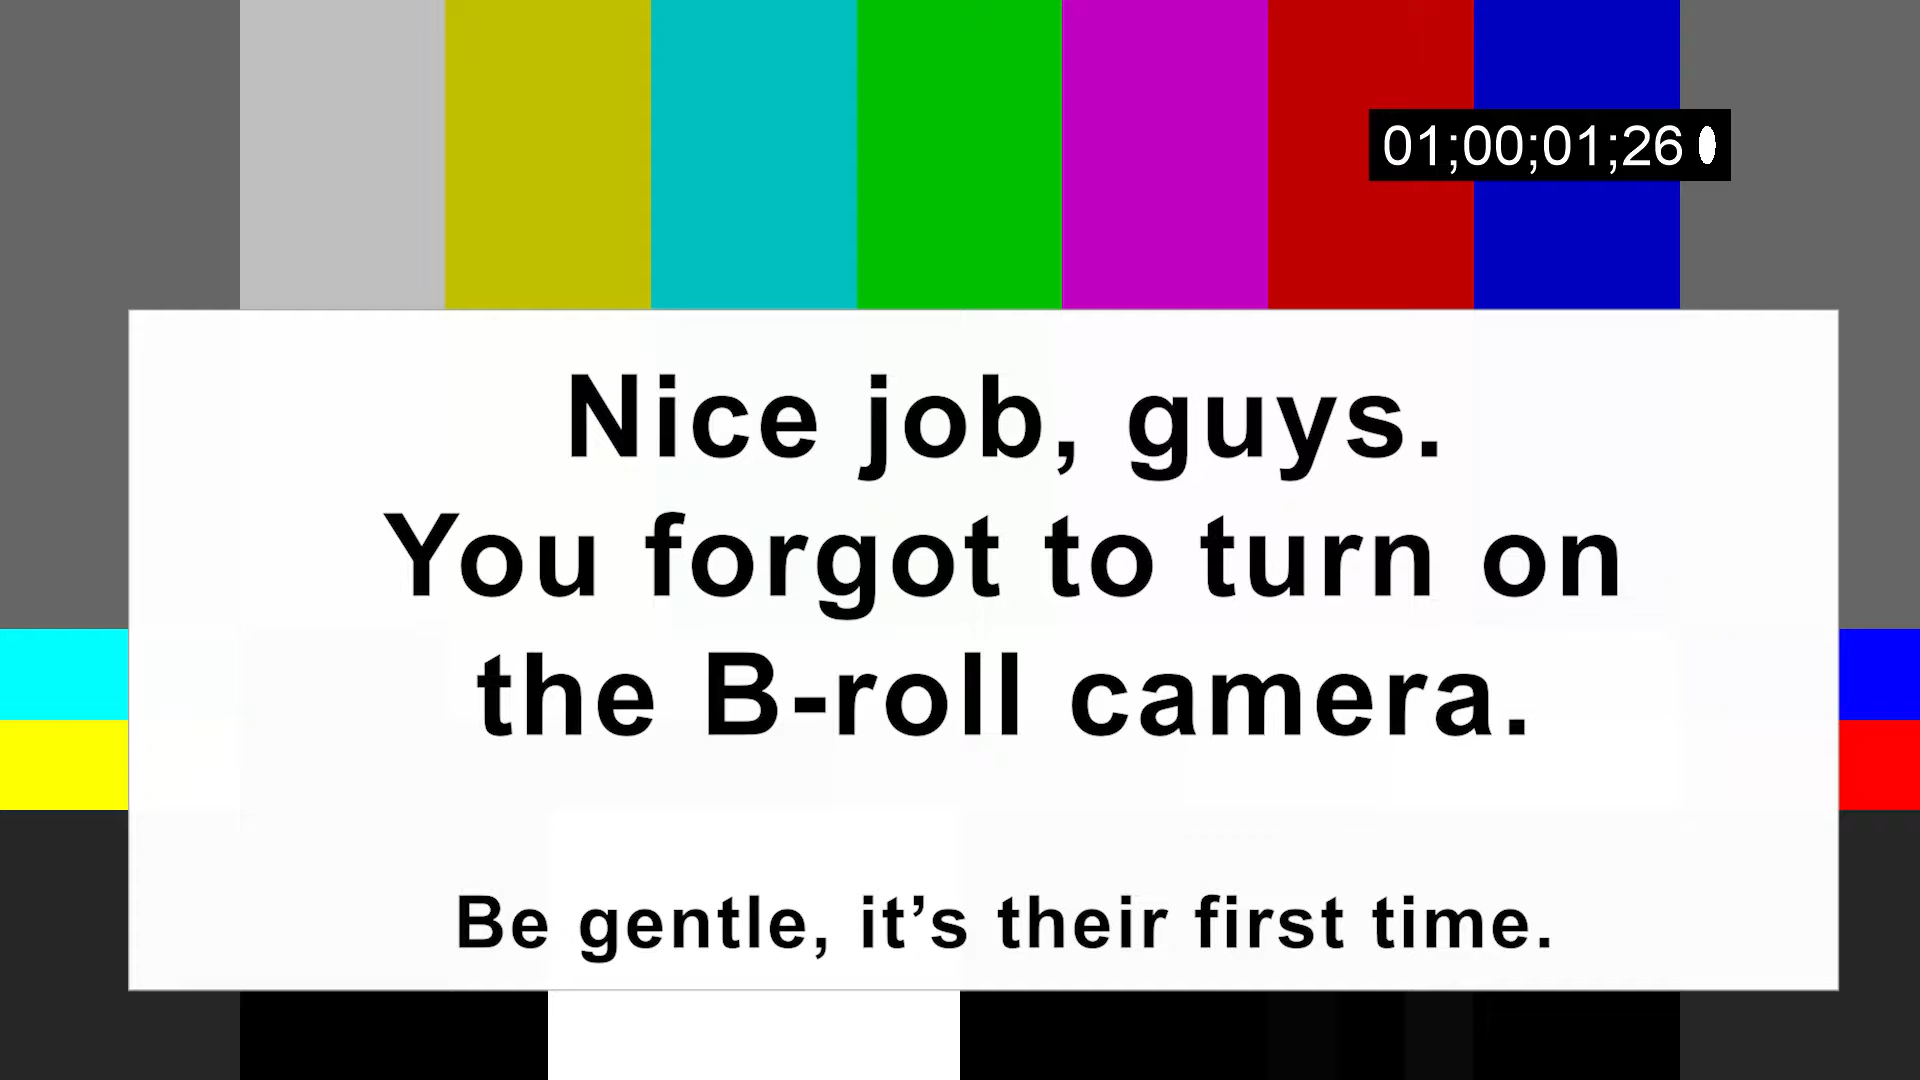 01;00;01;26
Nice job, guys.
You forgot to turn on
the B-roll camera.
Be gentle, it’s their first time.